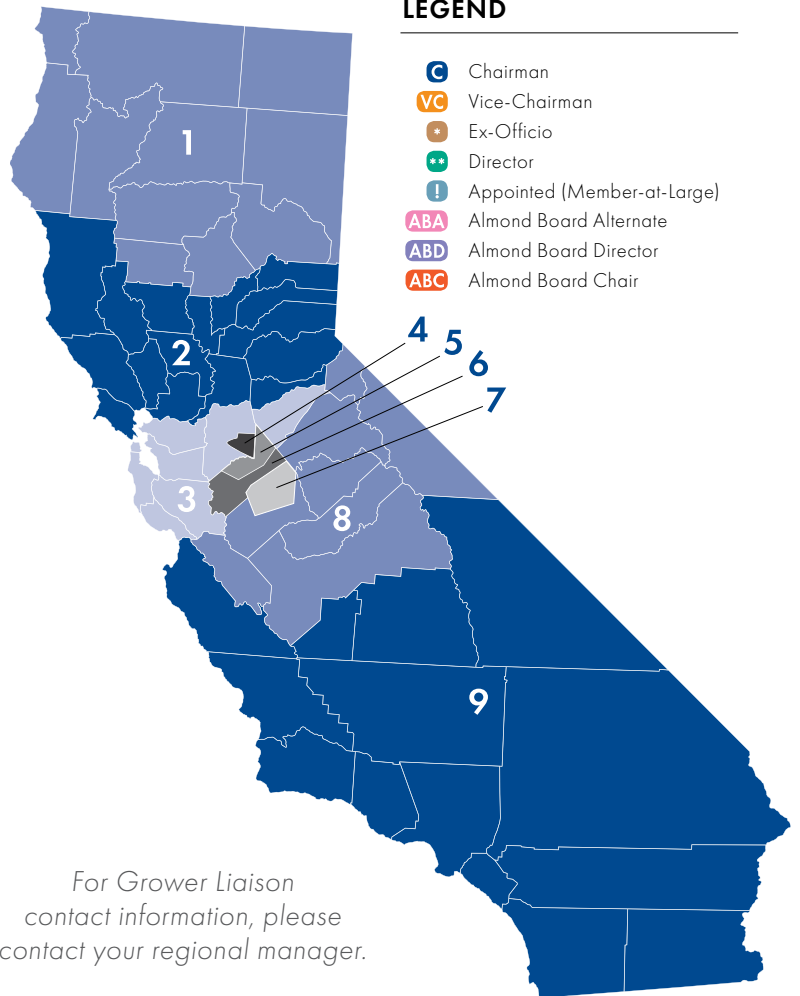 LEGEND
C Chairman
VC Vice-Chairman
* Ex-Officio
** Director
! Appointed (Member-at-Large)
ABA Almond Board Alternate
ABD Almond Board Director
ABC Almond Board Chair
1
2
3
4
5
6
7
8
9
For Grower Liaison
contact information, please
contact your regional manager.